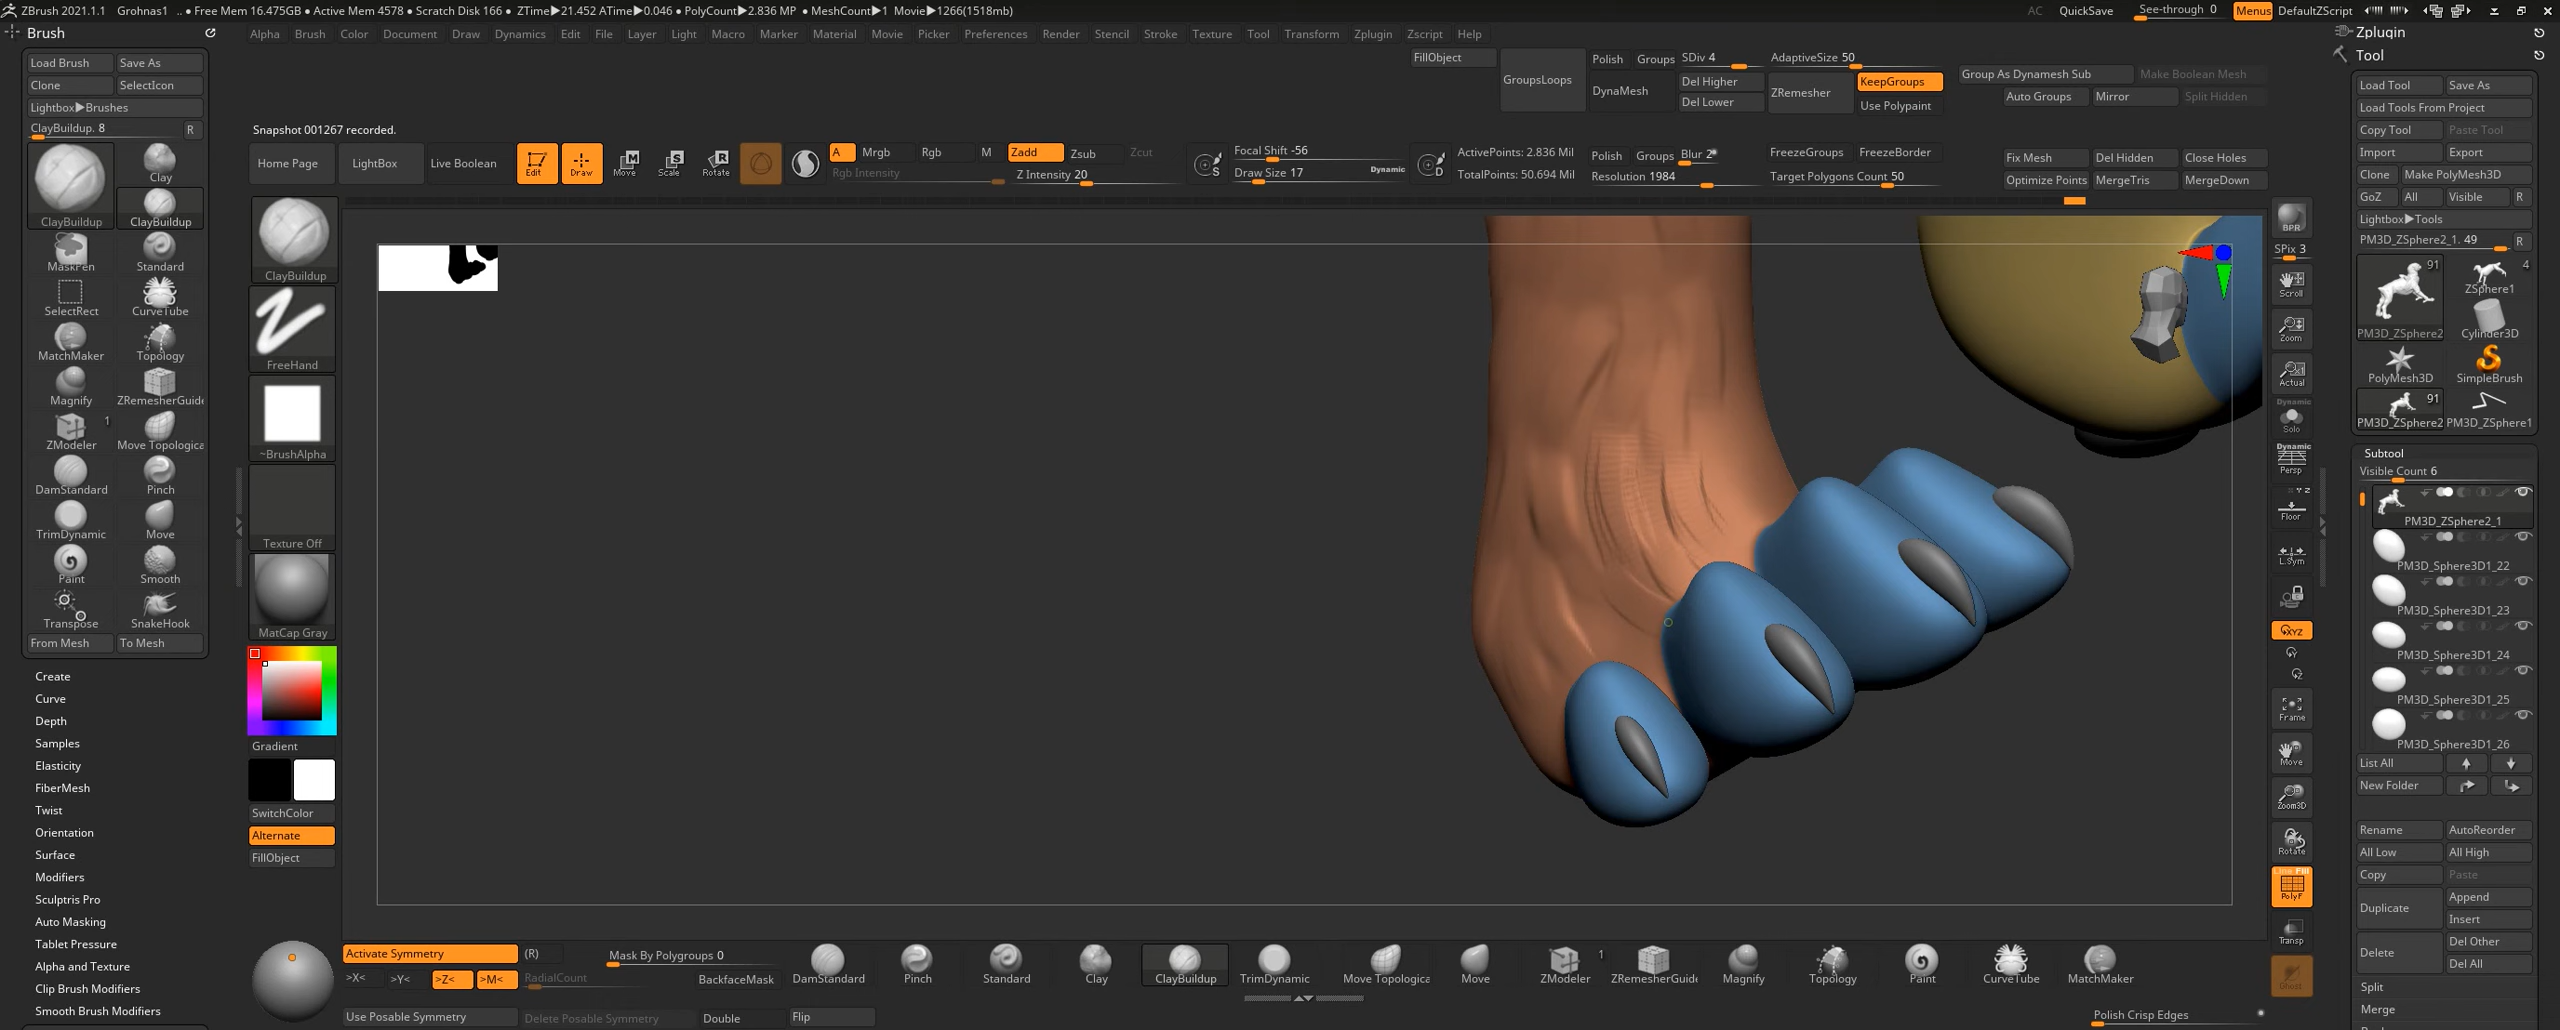 ZBrush 2021.1.1 Grohnas1 .. • Free Mem 16.475GB • Active Mem 4578 • Scratch Disk 166 • ZTime▶21.452 ATime▶0.046 • PolyCount▶2.836 MP • MeshCount▶1 Movie▶1266(1518mb) AC QuickSave See-through 0 Menus DefaultZScript
Brush
Alpha Brush Color Document Draw Dynamics Edit File Layer Light Macro Marker Material Movie Picker Preferences Render Stencil Stroke Texture Tool Transform Zplugin Zscript Help
Zplugin
Tool
Load Brush Save As
Clone SelectIcon
Lightbox▶Brushes
ClayBuildup. 8 R
Clay
ClayBuildup ClayBuildup
MaskPen Standard
SelectRect CurveTube
MatchMaker Topology
Magnify ZRemesherGuide
1
ZModeler Move Topologica
DamStandard Pinch
TrimDynamic Move
Paint Smooth
Transpose SnakeHook
From Mesh To Mesh
Create
Curve
Depth
Samples
Elasticity
FiberMesh
Twist
Orientation
Surface
Modifiers
Sculptris Pro
Auto Masking
Tablet Pressure
Alpha and Texture
Clip Brush Modifiers
Smooth Brush Modifiers
FillObject
GroupsLoops
Polish Groups
DynaMesh
SDiv 4
Del Higher
Del Lower
AdaptiveSize 50
ZRemesher
KeepGroups
Use Polypaint
Group As Dynamesh Sub Make Boolean Mesh
Auto Groups Mirror Split Hidden
Snapshot 001267 recorded.
Home Page LightBox Live Boolean
Edit Draw Move Scale Rotate
A Mrgb Rgb M
Rgb Intensity
Zadd Zsub Zcut
Z Intensity 20
S
Focal Shift -56
Draw Size 17 Dynamic
D
ActivePoints: 2.836 Mil
TotalPoints: 50.694 Mil
Polish Groups Blur 2
Resolution 1984
FreezeGroups FreezeBorder
Target Polygons Count 50
Fix Mesh Del Hidden Close Holes
Optimize Points MergeTris MergeDown
ClayBuildup
FreeHand
~BrushAlpha
Texture Off
MatCap Gray
Gradient
SwitchColor
Alternate
FillObject
BPR
SPix 3
Scroll
Zoom
Actual
Dynamic
Solo
Dynamic
Persp
Floor
L.Sym
XYZ
Frame
Move
Zoom3D
Rotate
Line Fill
PolyF
Transp
Ghost
Load Tool Save As
Load Tools From Project
Copy Tool Paste Tool
Import Export
Clone Make PolyMesh3D
GoZ All Visible R
Lightbox▶Tools
PM3D_ZSphere2_1. 49 R
91 4
ZSphere1
PM3D_ZSphere2 Cylinder3D
PolyMesh3D SimpleBrush
91
PM3D_ZSphere2 PM3D_ZSphere1
Subtool
Visible Count 6
PM3D_ZSphere2_1
PM3D_Sphere3D1_22
PM3D_Sphere3D1_23
PM3D_Sphere3D1_24
PM3D_Sphere3D1_25
PM3D_Sphere3D1_26
List All
New Folder
Rename AutoReorder
All Low All High
Copy Paste
Duplicate
Append
Insert
Delete
Del Other
Del All
Split
Merge
Activate Symmetry (R)
>X< >Y< >Z< >M< RadialCount
Use Posable Symmetry Delete Posable Symmetry
Mask By Polygroups 0
BackfaceMask
Double Flip
DamStandard Pinch Standard Clay ClayBuildup TrimDynamic Move Topologica Move ZModeler 1 ZRemesherGuide Magnify Topology Paint CurveTube MatchMaker
Polish Crisp Edges